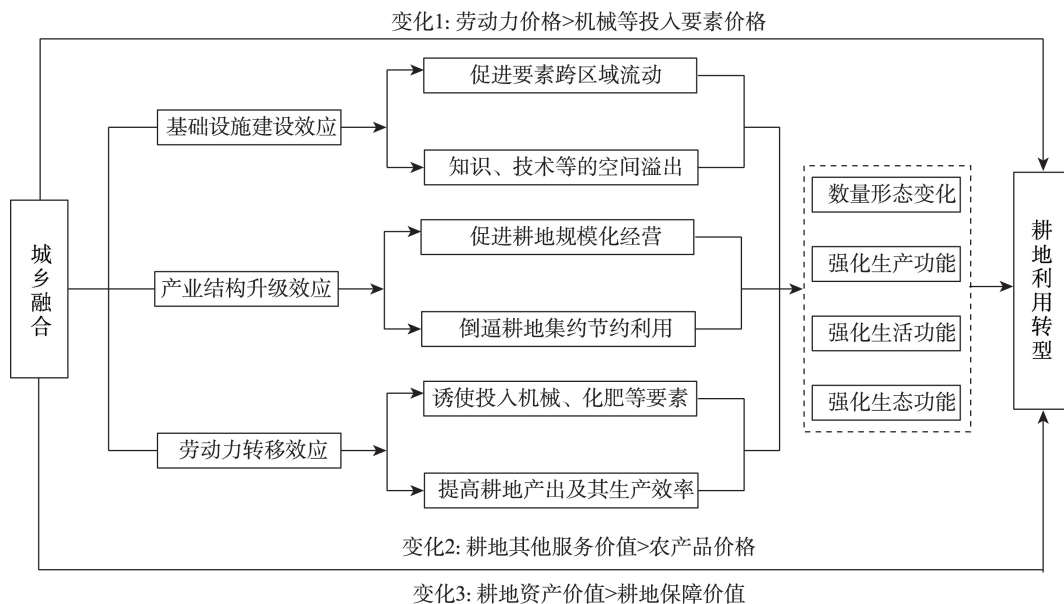 变化1: 劳动力价格>机械等投入要素价格
促进要素跨区域流动
基础设施建设效应
知识、技术等的空间溢出
数量形态变化
促进耕地规模化经营
城乡融合
产业结构升级效应
强化生产功能
耕地利用转型
倒逼耕地集约节约利用
强化生活功能
诱使投入机械、化肥等要素
强化生态功能
劳动力转移效应
提高耕地产出及其生产效率
变化2: 耕地其他服务价值>农产品价格
变化3: 耕地资产价值>耕地保障价值